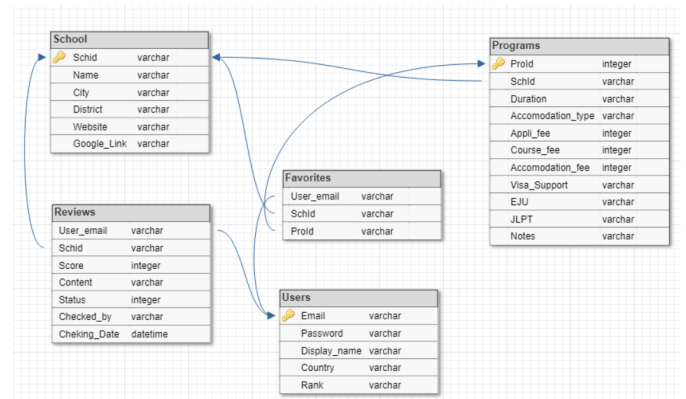 School
Schid varchar
Name varchar
City varchar
District varchar
Website varchar
Google_Link varchar
Programs
ProId integer
SchId varchar
Duration varchar
Accomodation_type varchar
Appli_fee integer
Course_fee integer
Accomodation_fee integer
Visa_Support varchar
EJU varchar
JLPT varchar
Notes varchar
Favorites
User_email varchar
SchId varchar
ProId varchar
Reviews
User_email varchar
Schid varchar
Score integer
Content varchar
Status integer
Checked_by varchar
Cheking_Date datetime
Users
Email varchar
Password varchar
Display_name varchar
Country varchar
Rank varchar